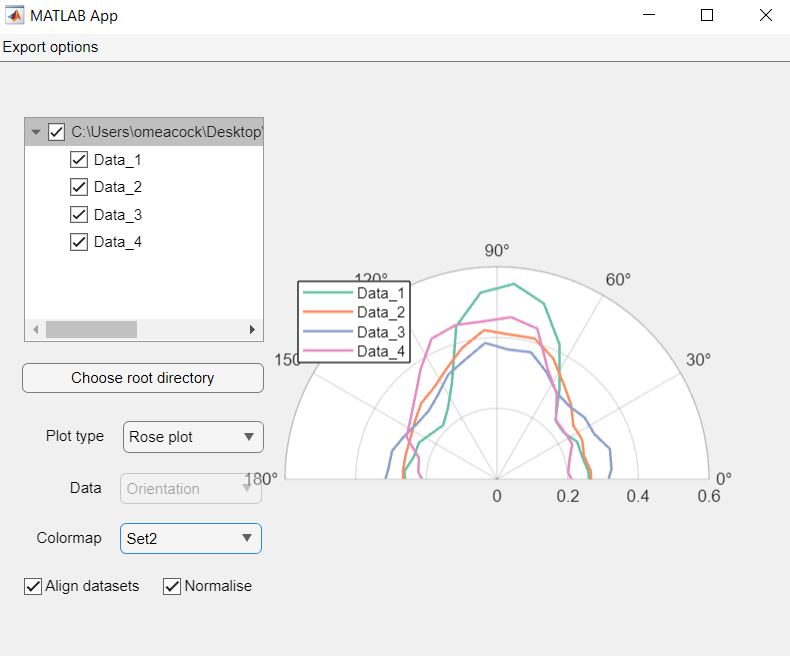 MATLAB App
Export options
C:\Users\omeacock\Desktop\
Data_1
Data_2
Data_3
Data_4
Choose root directory
Plot type Rose plot
Data Orientation
Colormap Set2
Align datasets Normalise
90°
120°
60°
Data_1
Data_2
Data_3
Data_4
150
30°
180°
0°
0 0.2 0.4 0.6